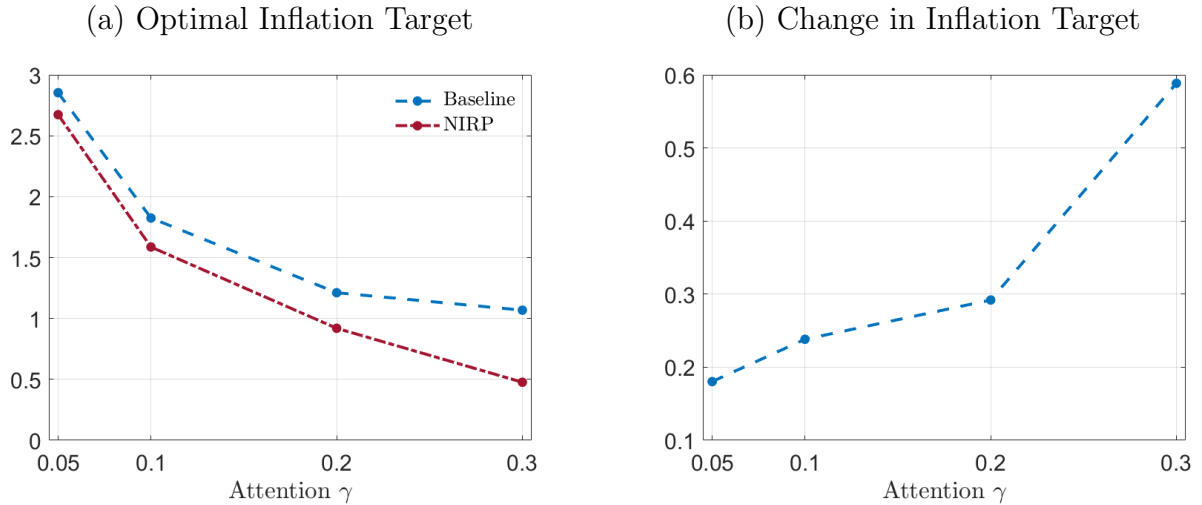 (a) Optimal Inflation Target
3
2.5
2
1.5
1
0.5
0
0.05 0.1 0.2 0.3
Attention γ
Baseline
NIRP
(b) Change in Inflation Target
0.6
0.5
0.4
0.3
0.2
0.1
0.05 0.1 0.2 0.3
Attention γ